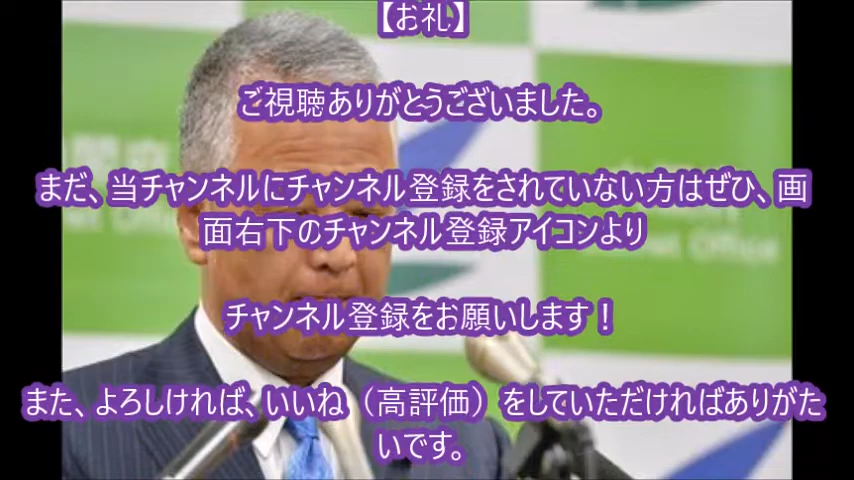 【お礼】
ご視聴ありがとうございました。
まだ、当チャンネルにチャンネル登録をされていない方はぜひ、画
面右下のチャンネル登録アイコンより
チャンネル登録をお願いします！
また、よろしければ、いいね（高評価）をしていただければありがた
いです。